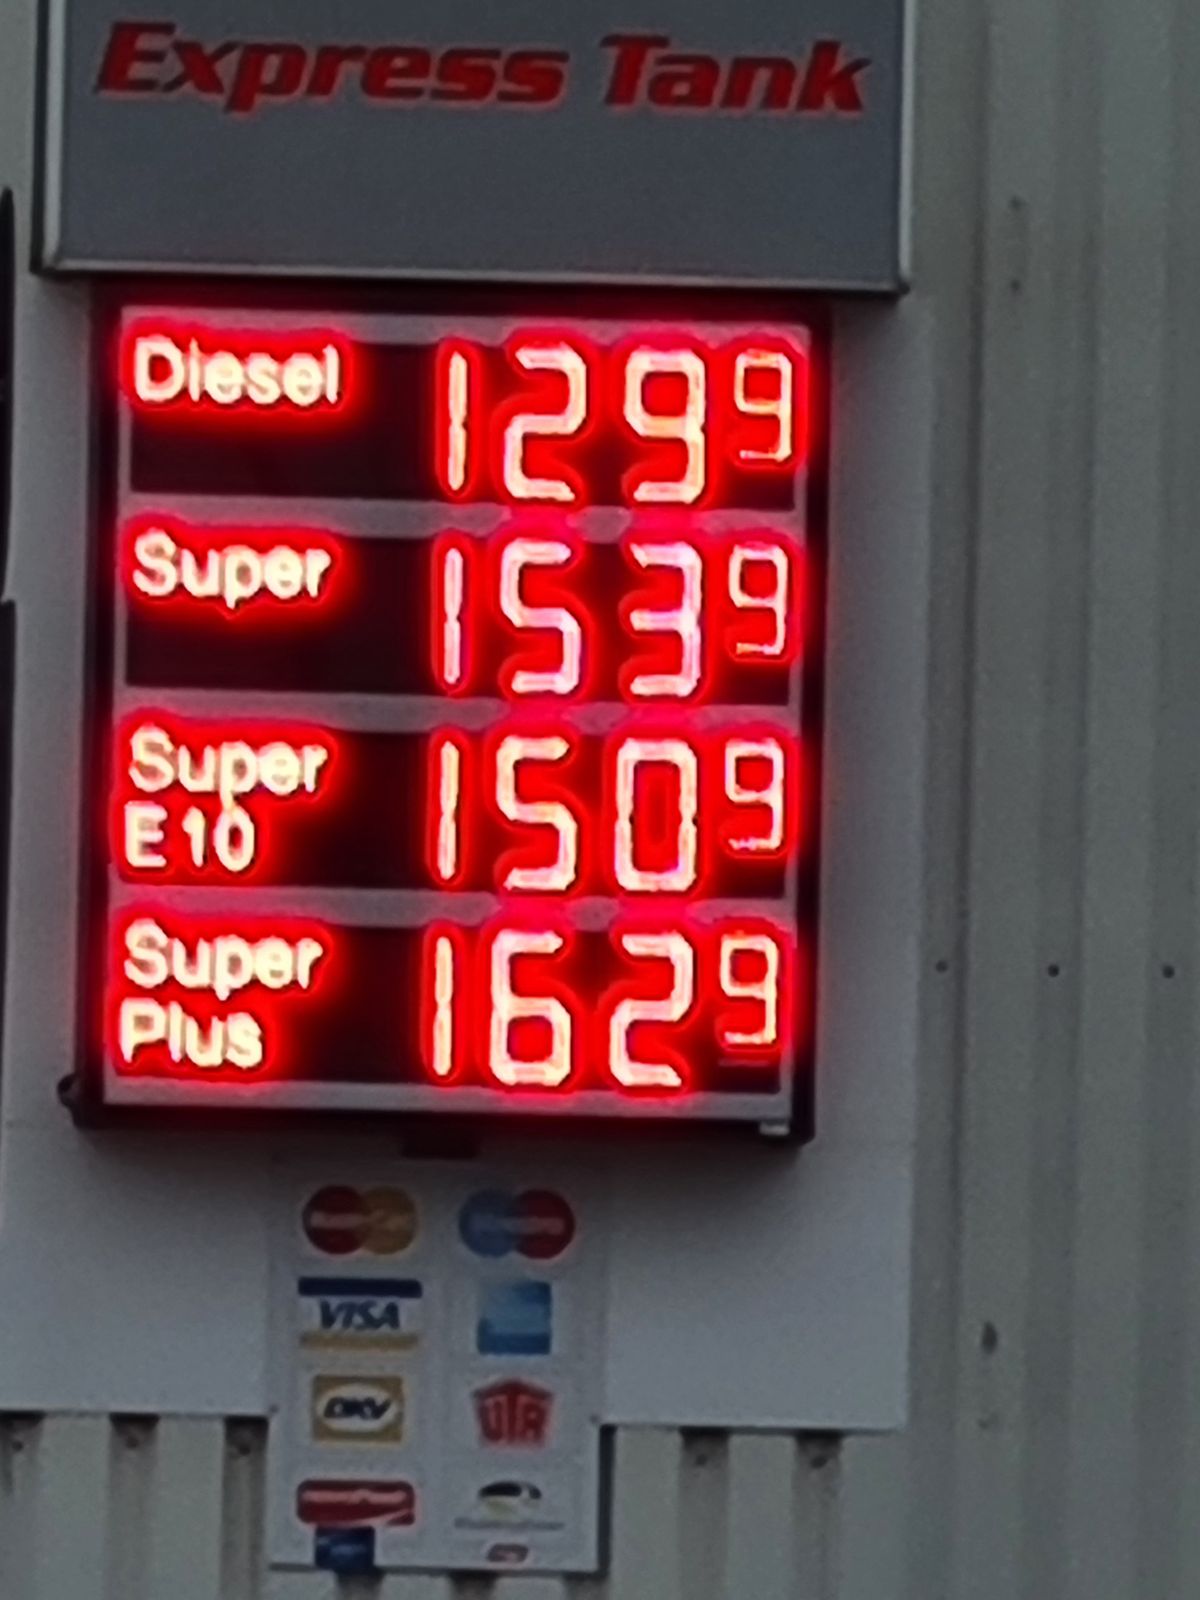 Express Tank
Diesel 1299
Super 1539
Super
E10 1509
Super
Plus 1629
VISA
DKV
UTA